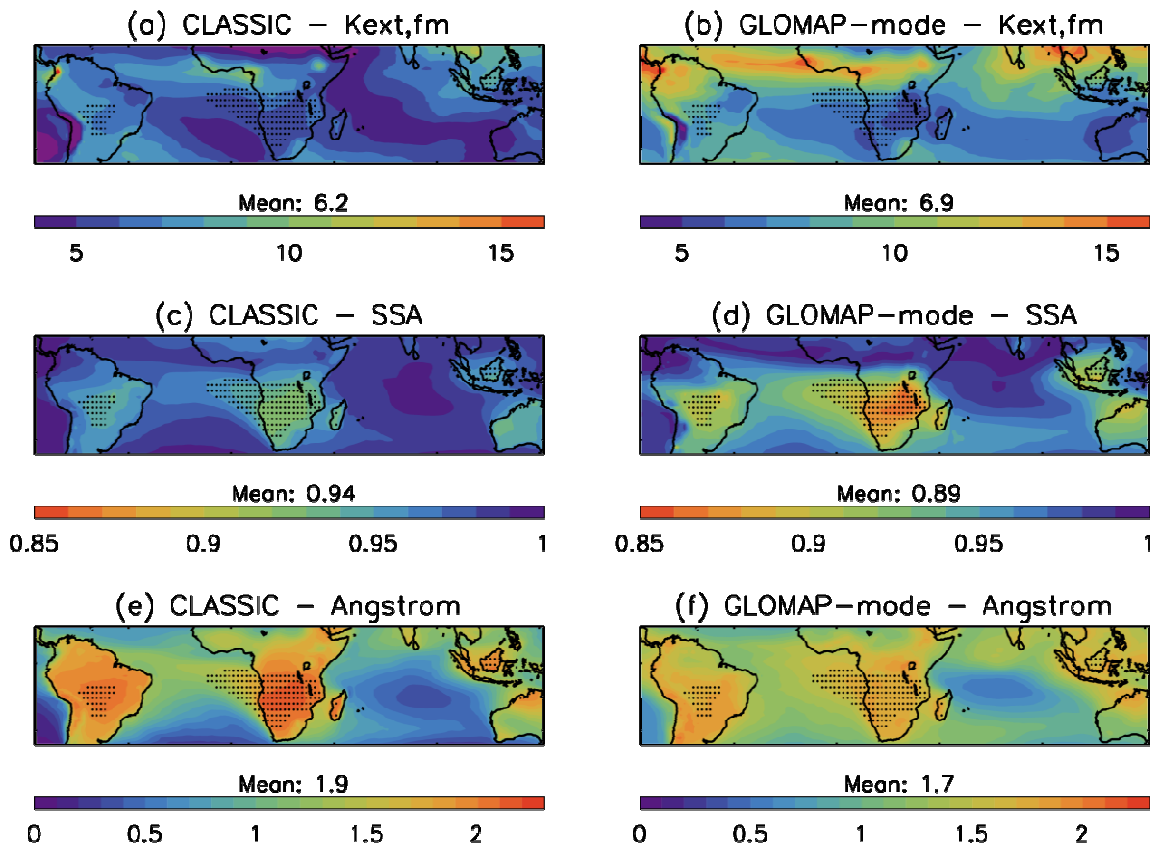 (a) CLASSIC - Kext,fm
(b) GLOMAP-mode - Kext,fm
Mean: 6.2
Mean: 6.9
5 10 15
5 10 15
(c) CLASSIC - SSA
(d) GLOMAP-mode - SSA
Mean: 0.94
Mean: 0.89
0.85 0.9 0.95 1
0.85 0.9 0.95 1
(e) CLASSIC - Angstrom
(f) GLOMAP-mode - Angstrom
Mean: 1.9
Mean: 1.7
0 0.5 1 1.5 2
0 0.5 1 1.5 2